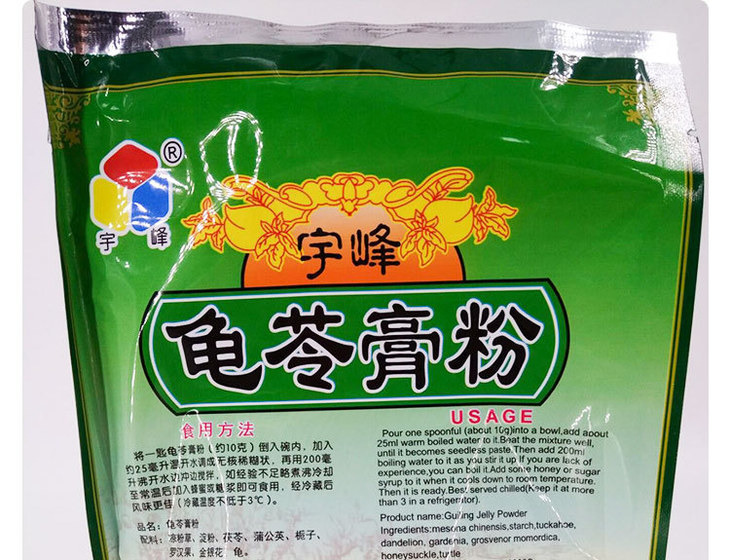 ®
宇峰
宇峰
龟苓膏粉
食用方法
将一匙龟苓膏粉（约10克）倒入碗内，加入
约25毫升温开水调成无核稀糊状，再用200毫
升沸开水边冲边搅拌，如经验不足略煮沸冷却
至常温后加入蜂蜜或糖浆即可食用，经冷藏后
风味更佳（冷藏温度不低于3℃）。
品名：龟苓膏粉
配料：凉粉草、淀粉、茯苓、蒲公英、栀子、
罗汉果、金银花 龟。
USAGE
Pour one spoonful (about 10g)into a bowl,add about
25ml warm boiled water to it.Beat the mixture well,
until it becomes seedless paste.Then add 200ml
boiling water to it as you stir it up If you are lack of
experience,you can boil it.Add some honey or sugar
syrup to it when it cools down to room temperature.
Then it is ready.Best served chilled(Keep it at more
than 3 in a refrigeror).
Product name:Guiling Jelly Powder
Ingredients:mesona chinensis,starch,tuckahoe,
dandelion, gardenia, grosvenor momordica,
honeysuckle,turtle